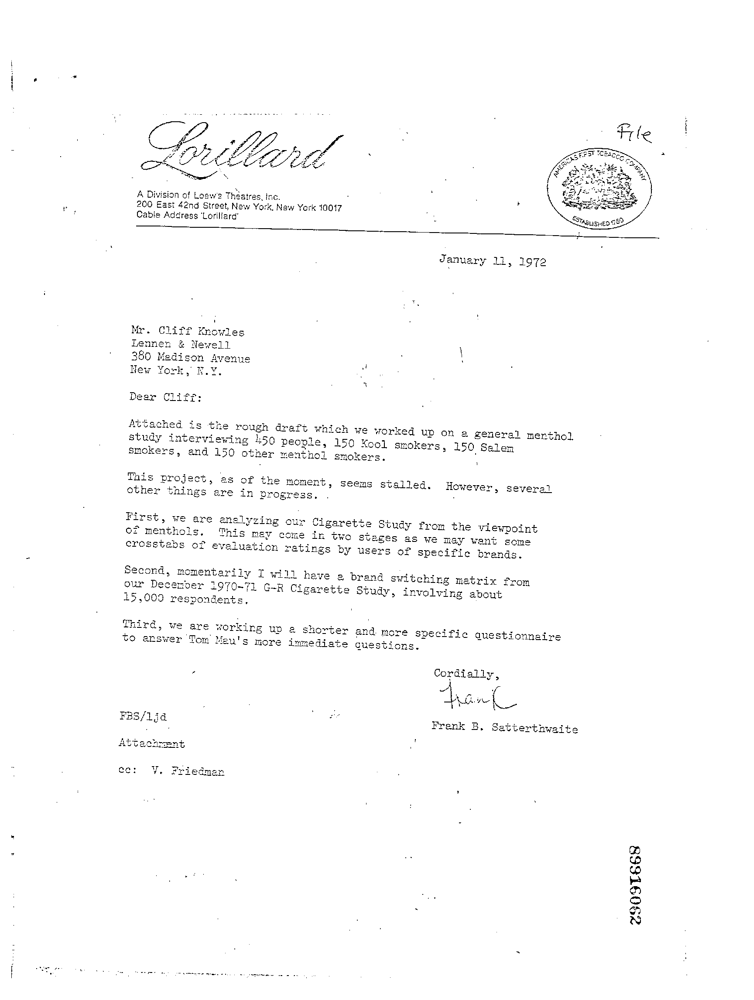 File
Lorillard
AMERICA'S FIRST TOBACCO COMPANY
ESTABLISHED 1760
A Division of Loew's Theatres, Inc.
200 East 42nd Street, New York, New York 10017
Cable Address 'Lorillard'
January 11, 1972
Mr. Cliff Knowles
Lennen & Newell
380 Madison Avenue
New York, N.Y.
Dear Cliff:
Attached is the rough draft which we worked up on a general menthol
study interviewing 450 people, 150 Kool smokers, 150 Salem
smokers, and 150 other menthol smokers.
This project, as of the moment, seems stalled. However, several
other things are in progress.
First, we are analyzing our Cigarette Study from the viewpoint
of menthols. This may come in two stages as we may want some
crosstabs of evaluation ratings by users of specific brands.
Second, momentarily I will have a brand switching matrix from
our December 1970-71 G-R Cigarette Study, involving about
15,000 respondents.
Third, we are working up a shorter and more specific questionnaire
to answer Tom Mau's more immediate questions.
Cordially,
Frank
Frank B. Satterthwaite
FBS/ljd
Attachment
cc: V. Friedman
89916062